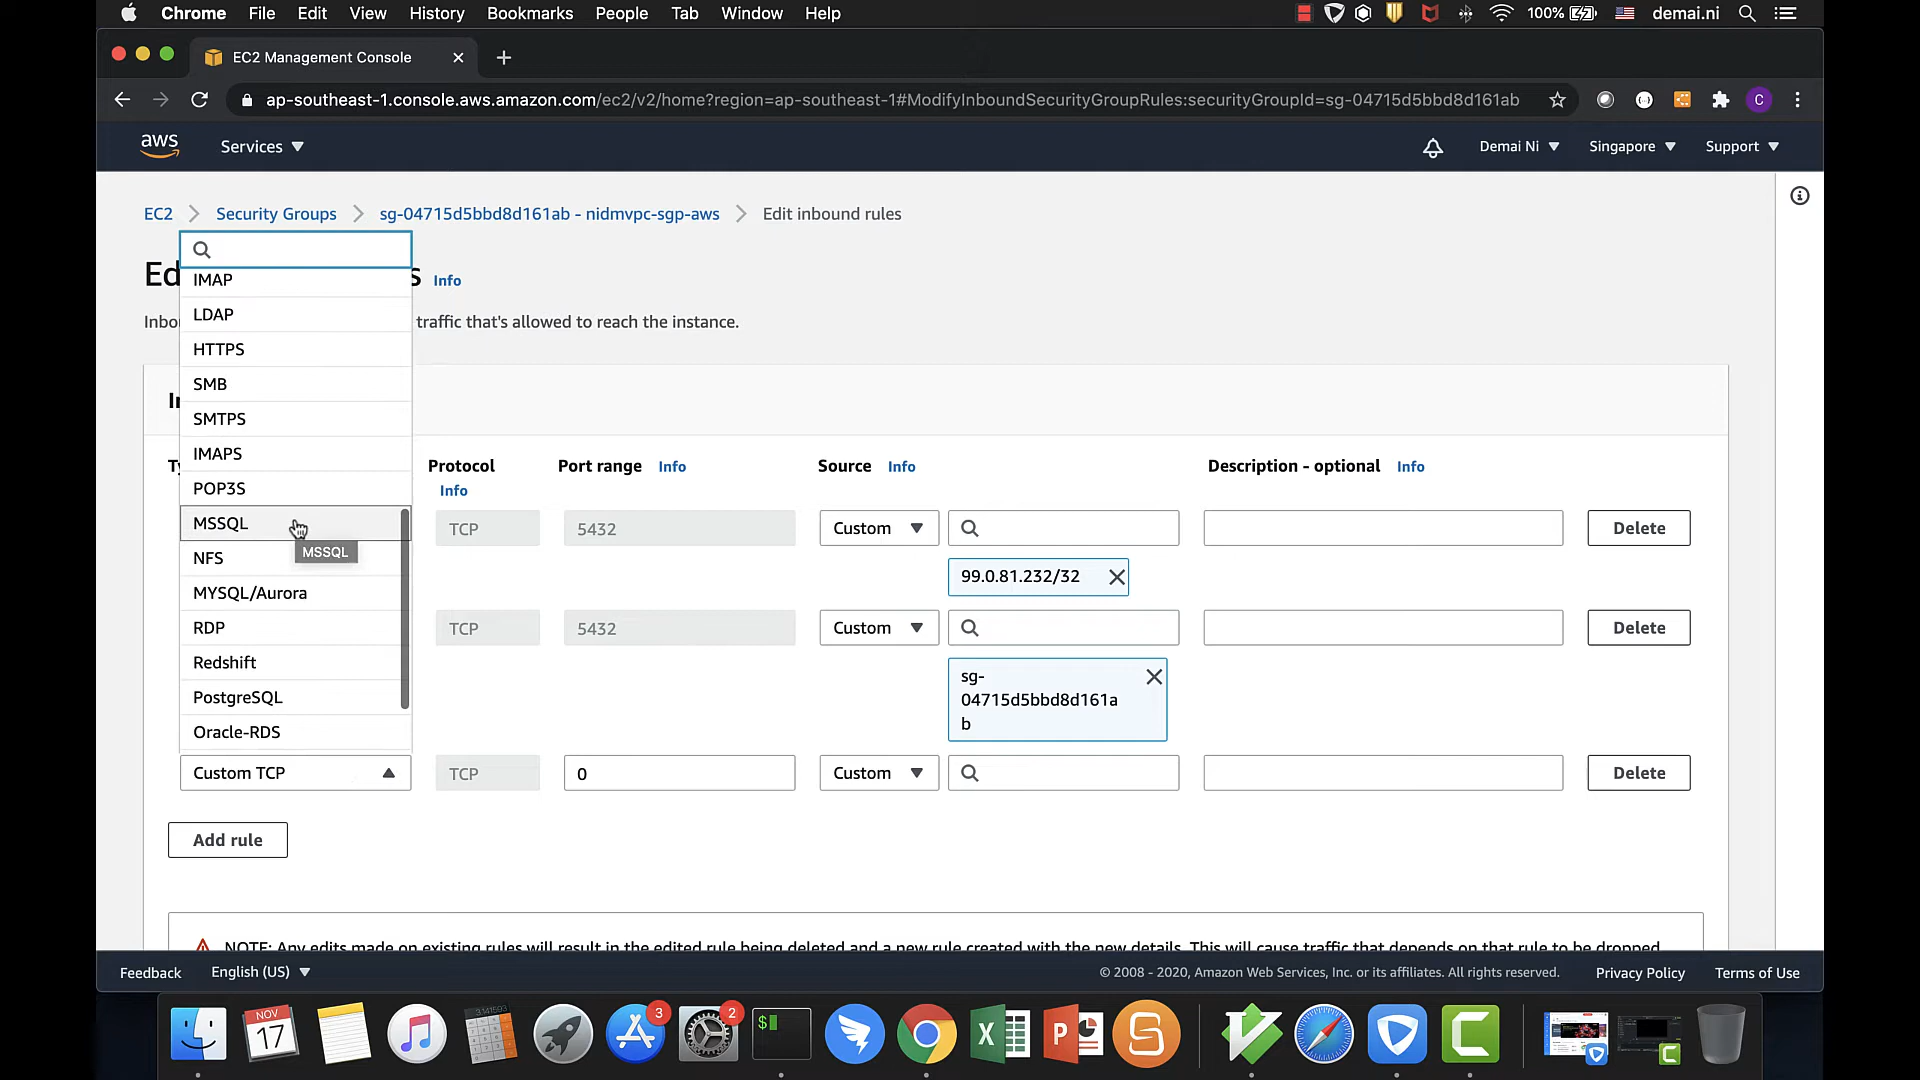 Chrome File Edit View History Bookmarks People Tab Window Help 100% demai.ni
EC2 Management Console
ap-southeast-1.console.aws.amazon.com/ec2/v2/home?region=ap-southeast-1#ModifyInboundSecurityGroupRules:securityGroupId=sg-04715d5bbd8d161ab
C
aws Services Demai Ni Singapore Support
EC2 Security Groups sg-04715d5bbd8d161ab - nidmvpc-sgp-aws Edit inbound rules
Ed s Info
Inbo traffic that's allowed to reach the instance.
IMAP
LDAP
HTTPS
SMB
SMTPS
IMAPS
POP3S
MSSQL
MSSQL
NFS
MYSQL/Aurora
RDP
Redshift
PostgreSQL
Oracle-RDS
Protocol Info Port range Info Source Info Description - optional Info
TCP 5432 Custom Delete
99.0.81.232/32
TCP 5432 Custom Delete
sg-
04715d5bbd8d161a
b
Custom TCP TCP 0 Custom Delete
Add rule
NOTE: Any edits made on existing rules will result in the edited rule being deleted and a new rule created with the new details. This will cause traffic that depends on that rule to be dropped
Feedback English (US) © 2008 - 2020, Amazon Web Services, Inc. or its affiliates. All rights reserved. Privacy Policy Terms of Use
NOV
17
3.141593
3
2
$
X
P
S
C
C